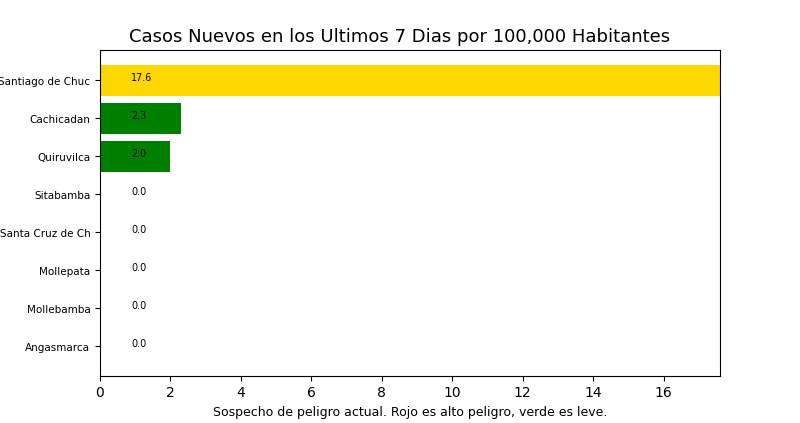 Casos Nuevos en los Ultimos 7 Dias por 100,000 Habitantes
Santiago de Chuc 17.6
Cachicadan 2.3
Quiruvilca 2.0
Sitabamba 0.0
Santa Cruz de Ch 0.0
Mollepata 0.0
Mollebamba 0.0
Angasmarca 0.0
0 2 4 6 8 10 12 14 16
Sospecho de peligro actual. Rojo es alto peligro, verde es leve.